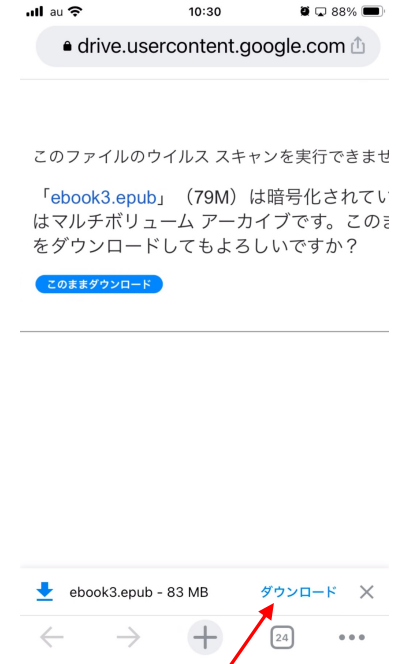 au 10:30 88%
drive.usercontent.google.com
このファイルのウイルス スキャンを実行できませ
「ebook3.epub」（79M）は暗号化されてい
はマルチボリューム アーカイブです。このま
をダウンロードしてもよろしいですか？
このままダウンロード
ebook3.epub - 83 MB ダウンロード
24